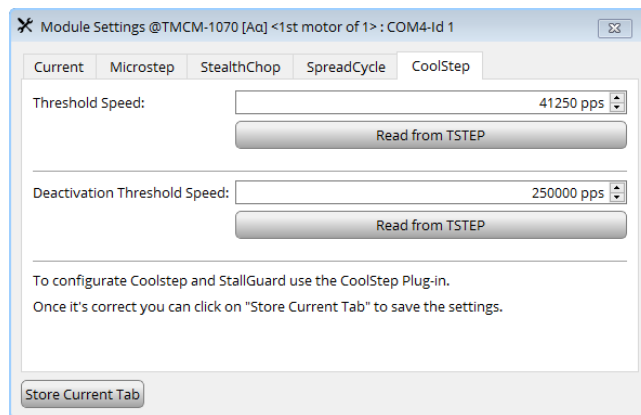 Module Settings @TMCM-1070 [Aα] <1st motor of 1> : COM4-Id 1
Current Microstep StealthChop SpreadCycle CoolStep
Threshold Speed: 41250 pps
Read from TSTEP
Deactivation Threshold Speed: 250000 pps
Read from TSTEP
To configurate Coolstep and StallGuard use the CoolStep Plug-in.
Once it's correct you can click on "Store Current Tab" to save the settings.
Store Current Tab